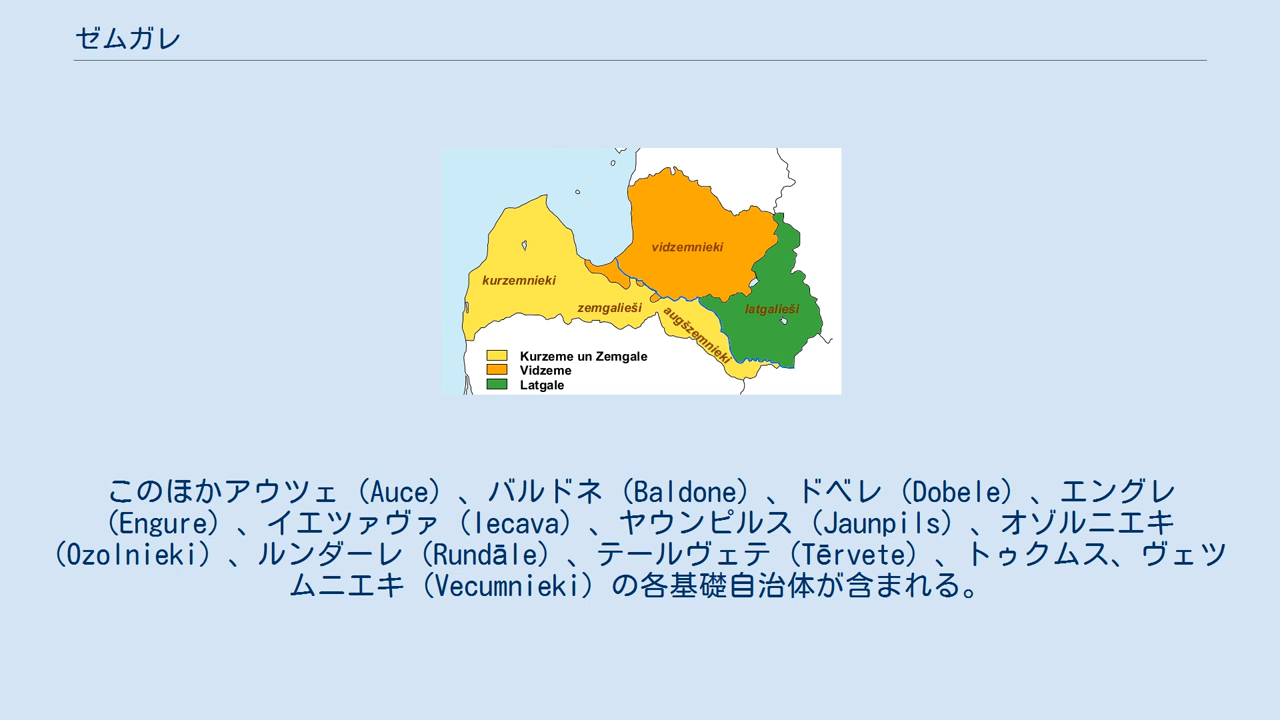 ゼムガレ
vidzemnieki
kurzemnieki
zemgalieši
latgalieši
augšzemnieki
Kurzeme un Zemgale
Vidzeme
Latgale
このほかアウツェ（Auce）、バルドネ（Baldone）、ドベレ（Dobele）、エングレ
（Engure）、イエツァヴァ（Iecava）、ヤウンピルス（Jaunpils）、オゾルニエキ
（Ozolnieki）、ルンダーレ（Rundāle）、テールヴェテ（Tērvete）、トゥクムス、ヴェツ
ムニエキ（Vecumnieki）の各基礎自治体が含まれる。